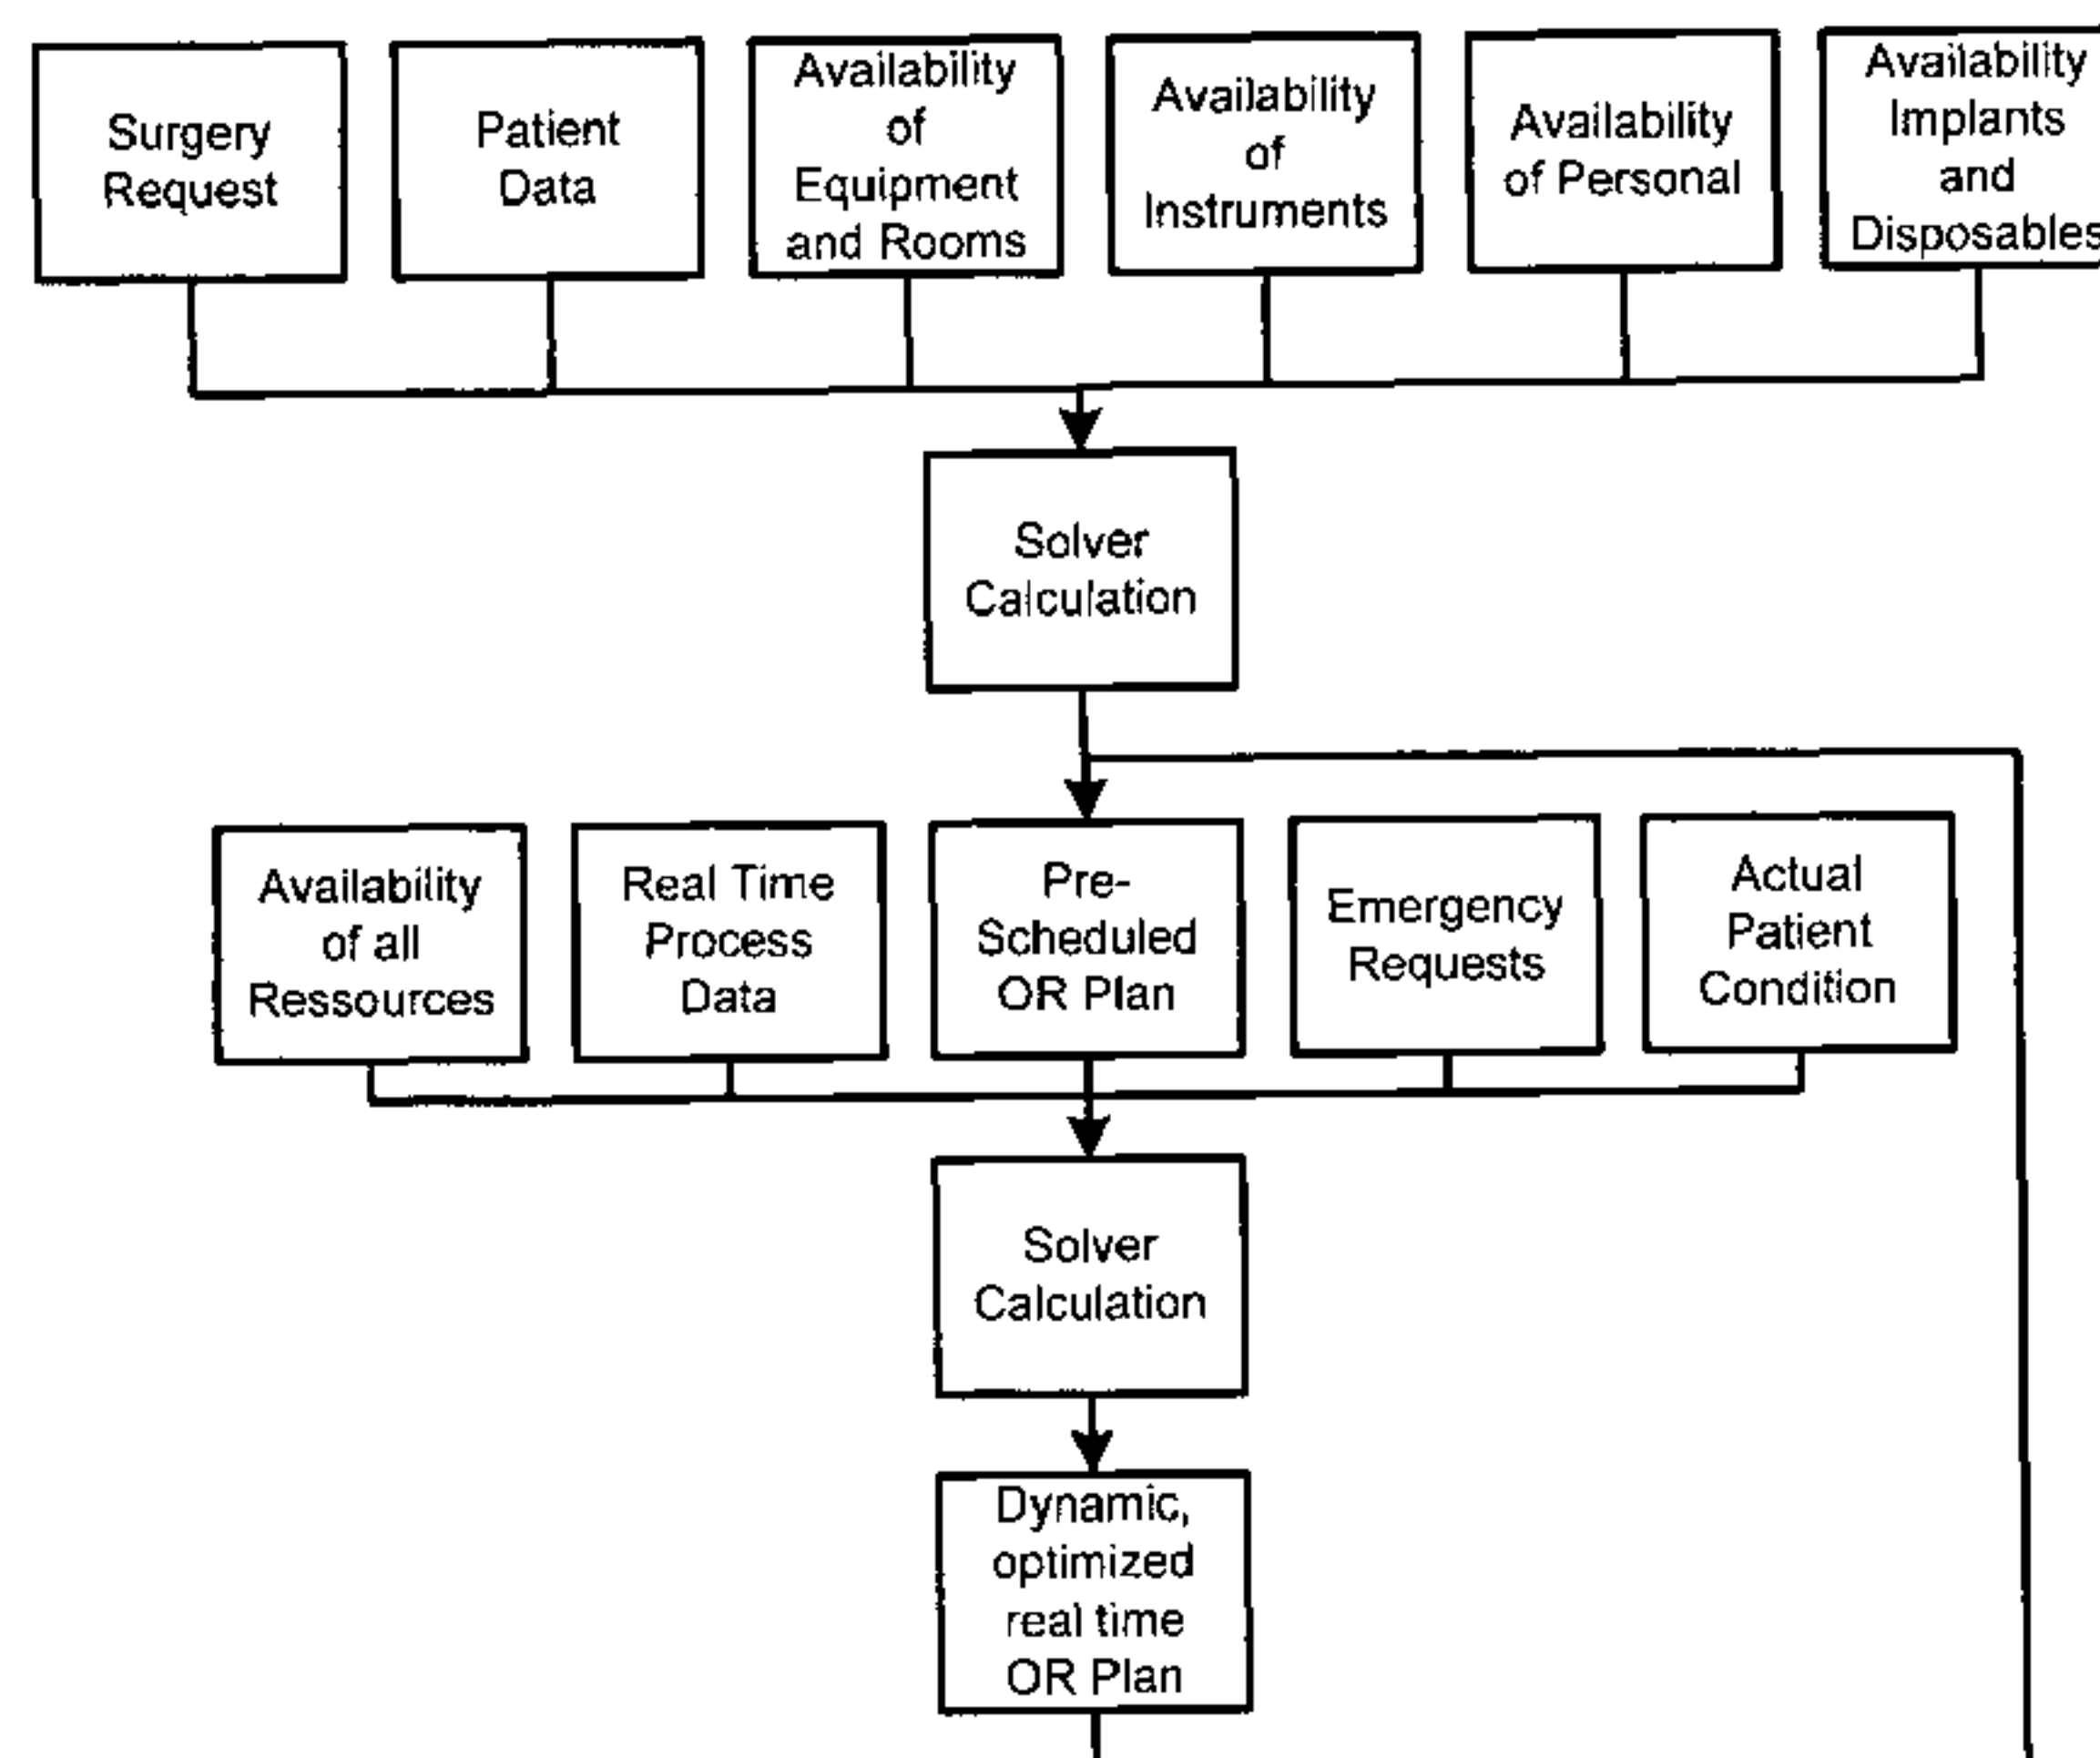 Surgery
Request
Patient
Data
Availability
of
Equipment
and Rooms
Availability
of
Instruments
Availability
of Personal
Availability
Implants
and
Disposables
Solver
Calculation
Availability
of all
Ressources
Real Time
Process
Data
Pre-
Scheduled
OR Plan
Emergency
Requests
Actual
Patient
Condition
Solver
Calculation
Dynamic,
optimized
real time
OR Plan